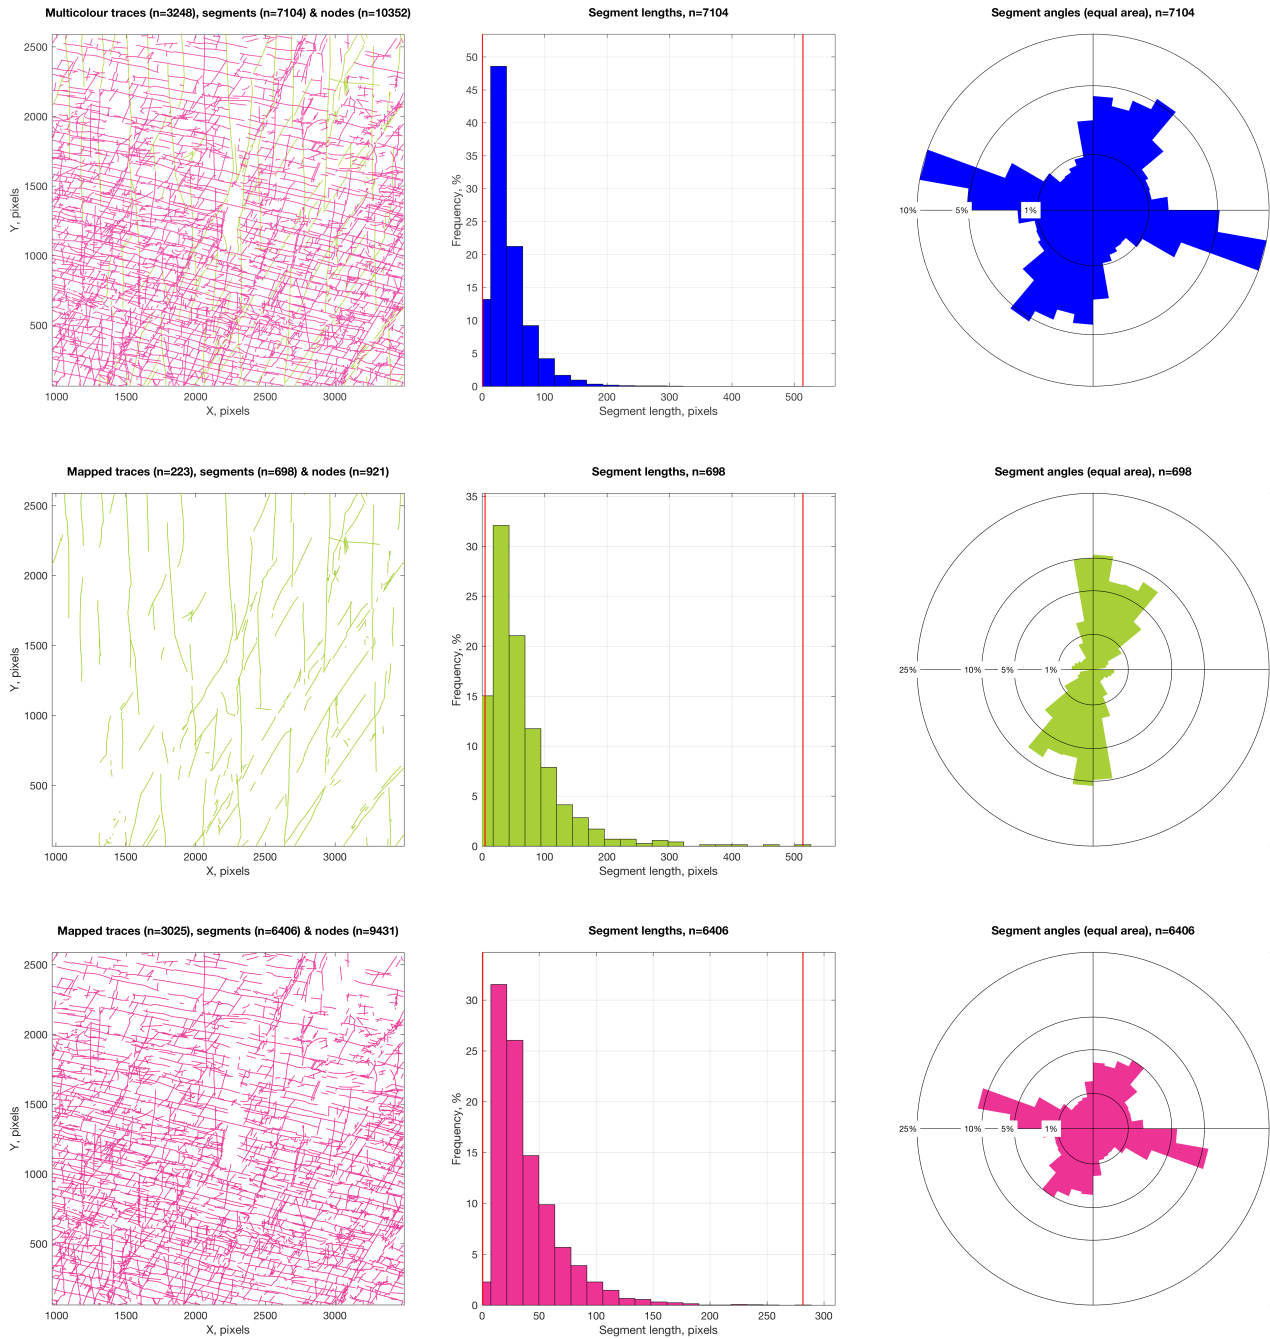 Multicolour traces (n=3248), segments (n=7104) & nodes (n=10352)
2500
2000
1500
1000
500
Y, pixels
1000 1500 2000 2500 3000
X, pixels
Segment lengths, n=7104
50
45
40
35
30
25
20
15
10
5
0
Frequency, %
0 100 200 300 400 500
Segment length, pixels
Segment angles (equal area), n=7104
10% 5% 1%
Mapped traces (n=223), segments (n=698) & nodes (n=921)
2500
2000
1500
1000
500
Y, pixels
1000 1500 2000 2500 3000
X, pixels
Segment lengths, n=698
35
30
25
20
15
10
5
0
Frequency, %
0 100 200 300 400 500
Segment length, pixels
Segment angles (equal area), n=698
25% 10% 5% 1%
Mapped traces (n=3025), segments (n=6406) & nodes (n=9431)
2500
2000
1500
1000
500
Y, pixels
1000 1500 2000 2500 3000
X, pixels
Segment lengths, n=6406
30
25
20
15
10
5
0
Frequency, %
0 50 100 150 200 250 300
Segment length, pixels
Segment angles (equal area), n=6406
25% 10% 5% 1%